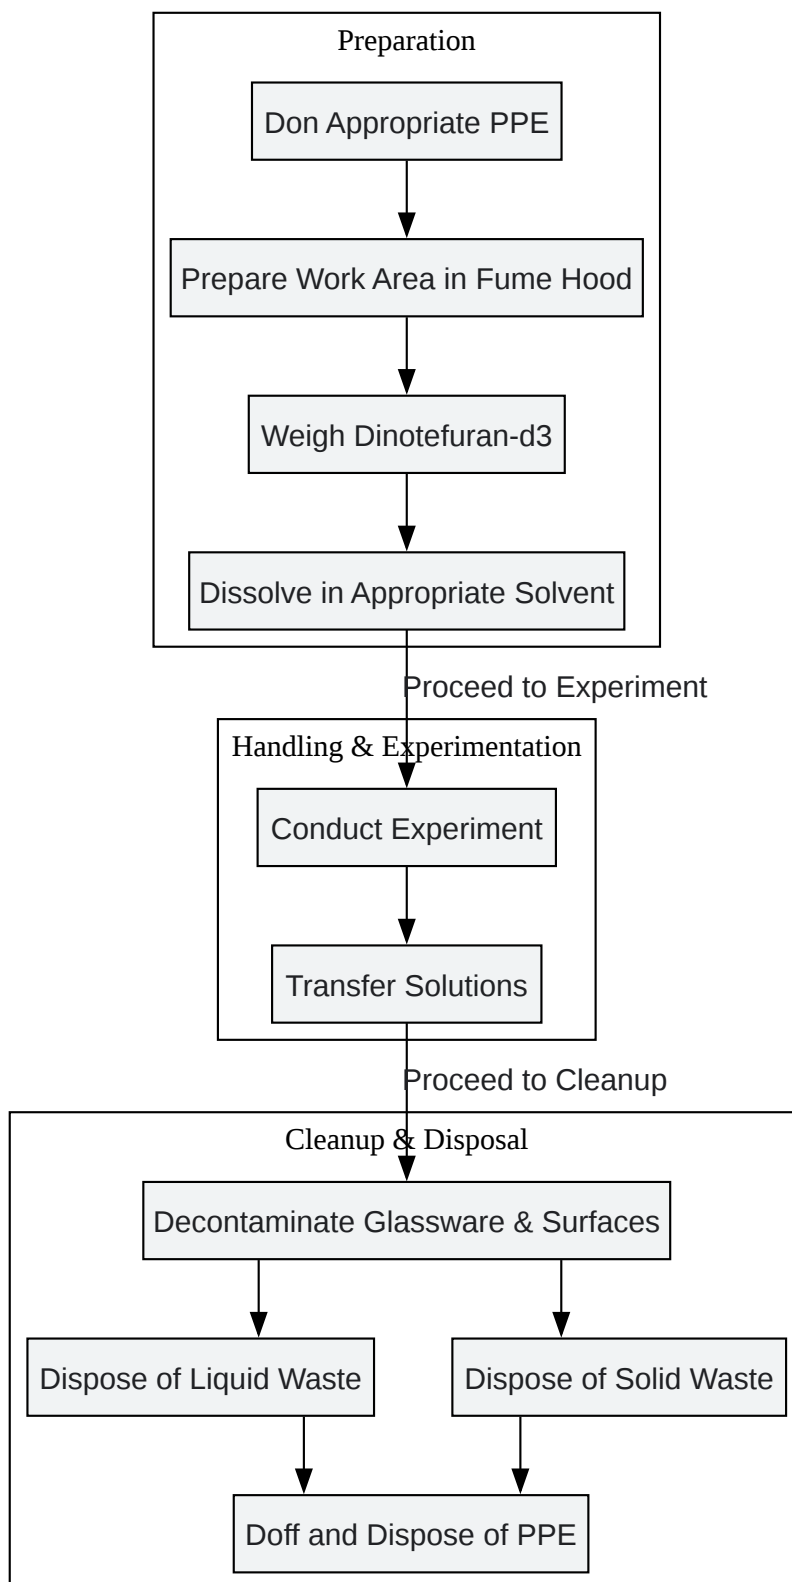 Preparation
Don Appropriate PPE
Prepare Work Area in Fume Hood
Weigh Dinotefuran-d3
Dissolve in Appropriate Solvent
Proceed to Experiment
Handling & Experimentation
Conduct Experiment
Transfer Solutions
Proceed to Cleanup
Cleanup & Disposal
Decontaminate Glassware & Surfaces
Dispose of Liquid Waste
Dispose of Solid Waste
Doff and Dispose of PPE